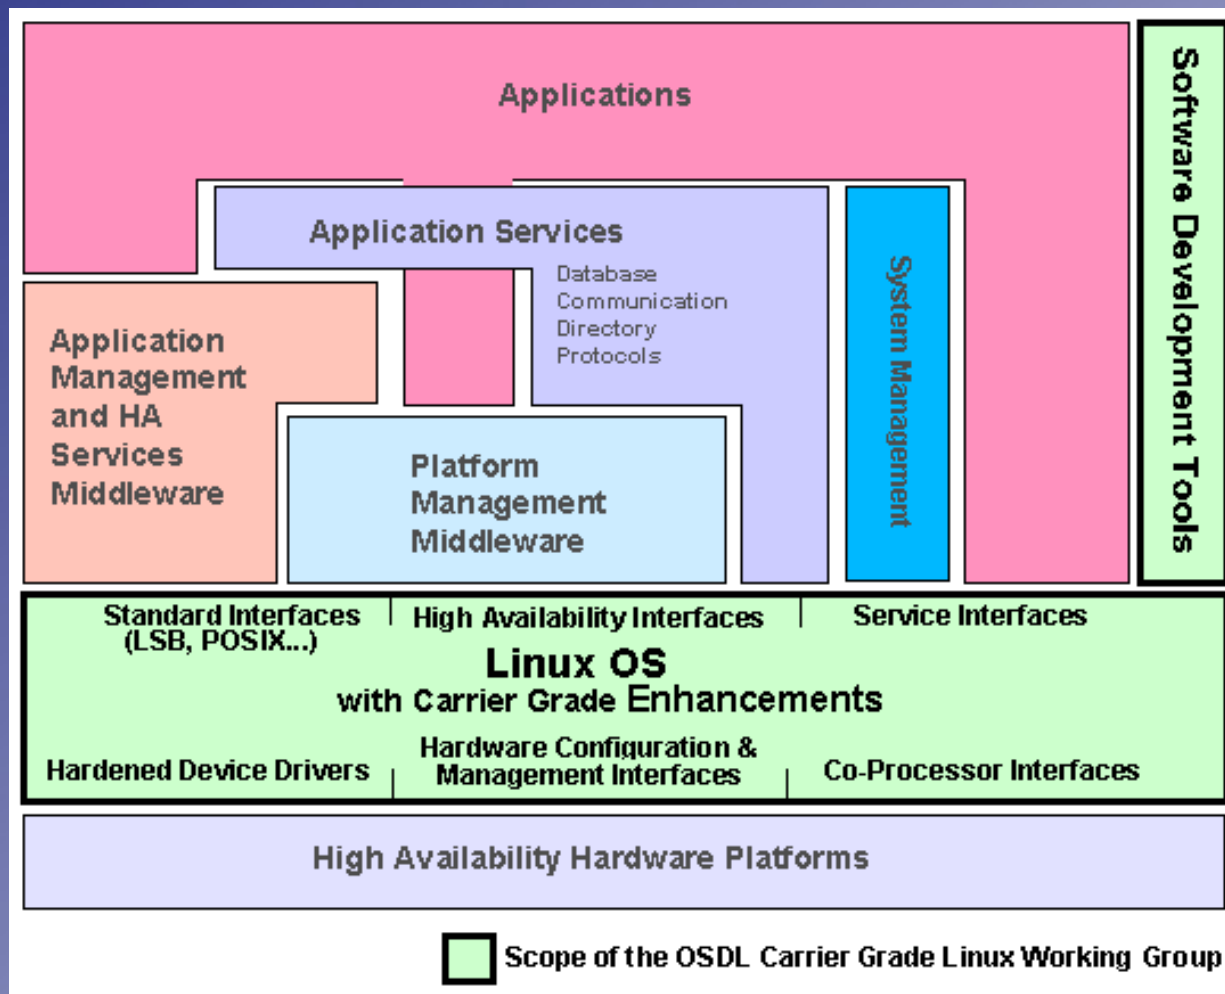 Applications
Software Development Tools
Application Services
Database
Communication
Directory
Protocols
System Management
Application
Management
and HA
Services
Middleware
Platform
Management
Middleware
Standard Interfaces
(LSB, POSIX...)
High Availability Interfaces
Service Interfaces
Linux OS
with Carrier Grade Enhancements
Hardened Device Drivers
Hardware Configuration &
Management Interfaces
Co-Processor Interfaces
High Availability Hardware Platforms
Scope of the OSDL Carrier Grade Linux Working Group